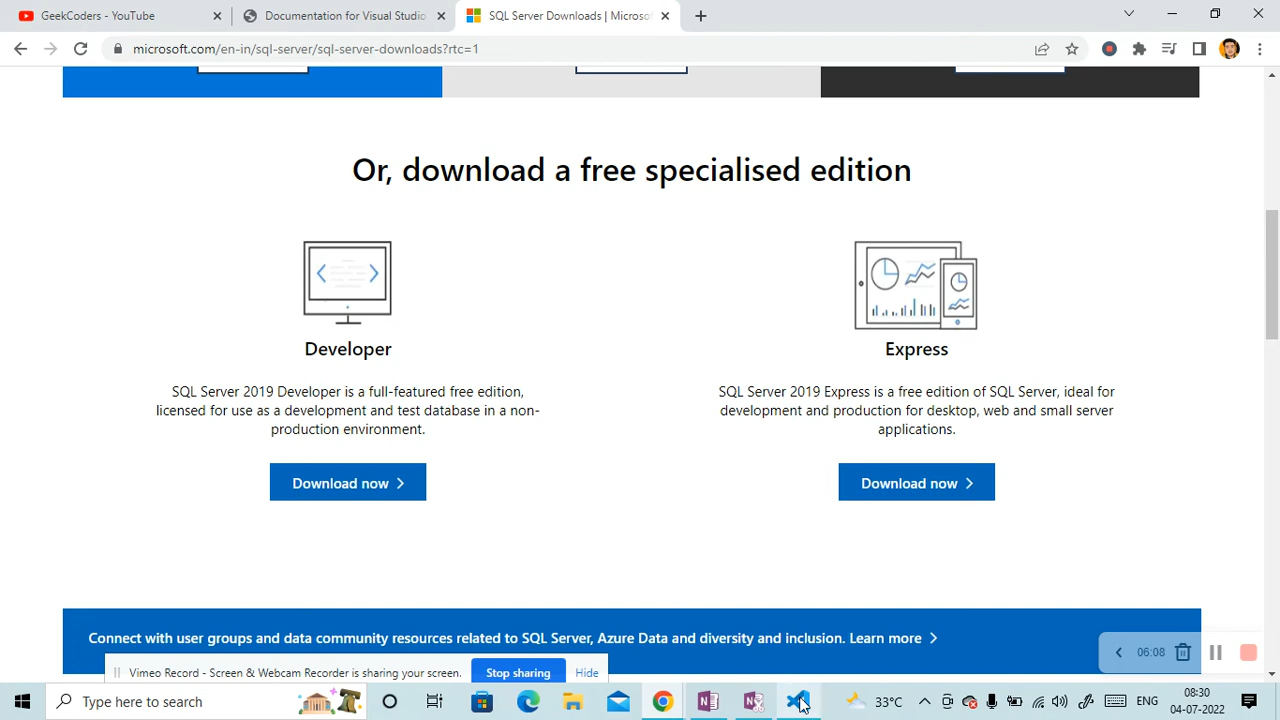 GeekCoders - YouTube
Documentation for Visual Studio
SQL Server Downloads | Microsof
microsoft.com/en-in/sql-server/sql-server-downloads?rtc=1
Or, download a free specialised edition
Developer
SQL Server 2019 Developer is a full-featured free edition,
licensed for use as a development and test database in a non-
production environment.
Download now
Express
SQL Server 2019 Express is a free edition of SQL Server, ideal for
development and production for desktop, web and small server
applications.
Download now
Connect with user groups and data community resources related to SQL Server, Azure Data and diversity and inclusion. Learn more
Vimeo Record - Screen & Webcam Recorder is sharing your screen.
Stop sharing
Hide
06:08
Type here to search
33°C
ENG
08:30
04-07-2022